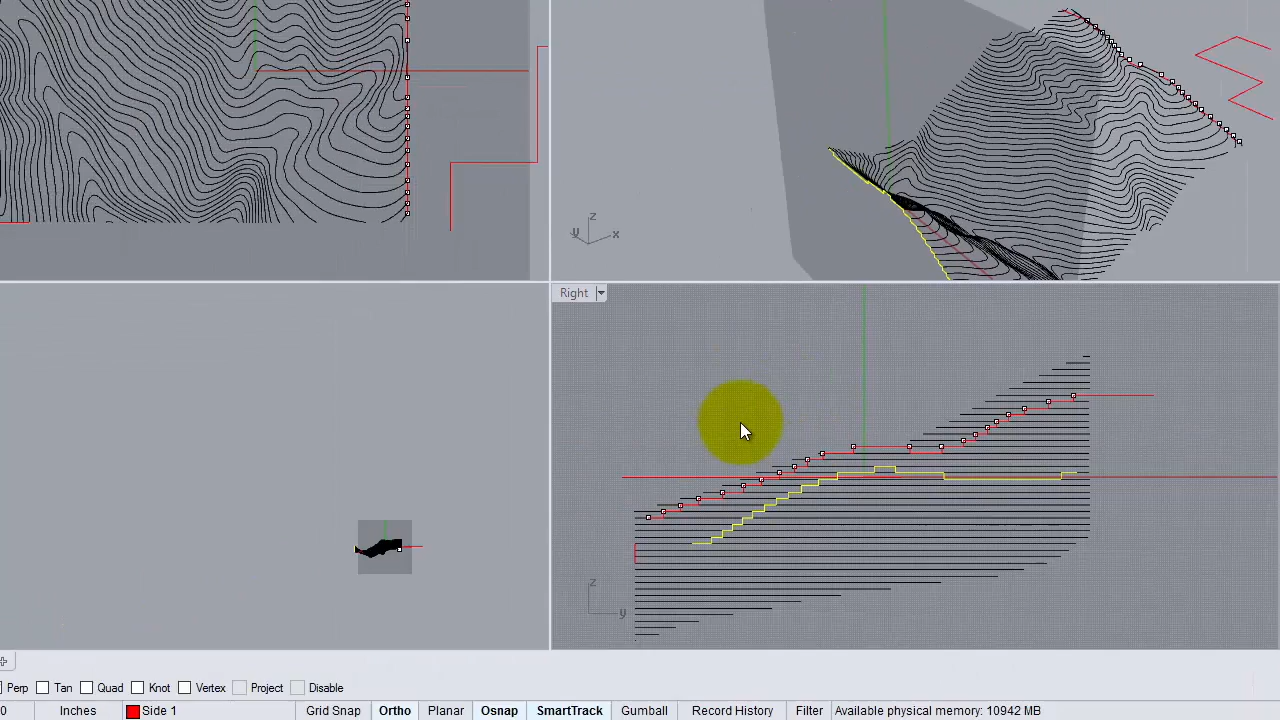 z
y
x
Right
z
y
Perp
Tan
Quad
Knot
Vertex
Project
Disable
0
Inches
Side 1
Grid Snap
Ortho
Planar
Osnap
SmartTrack
Gumball
Record History
Filter
Available physical memory: 10942 MB